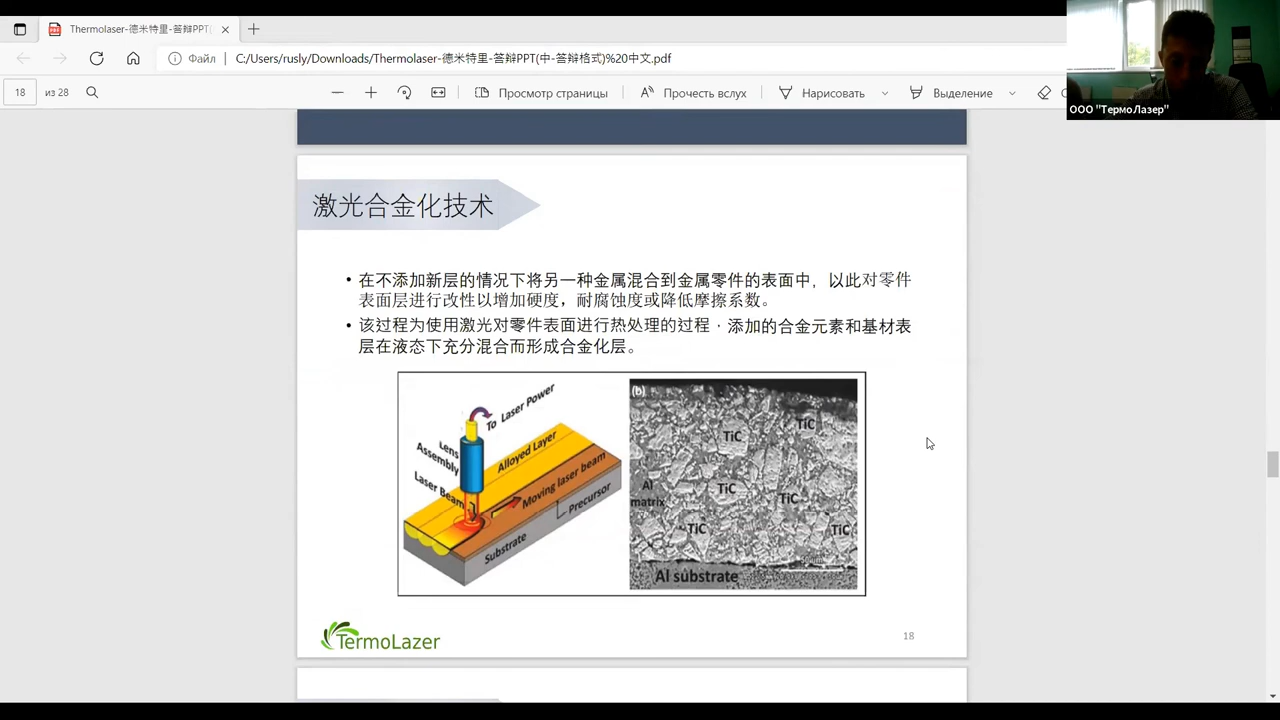 Thermolaser-德米特里-答辩PPT(
Файл
C:/Users/rusly/Downloads/Thermolaser-德米特里-答辩PPT(中-答辩格式)%20中文.pdf
ООО "ТермоЛазер"
18 из 28
Просмотр страницы
Прочесть вслух
Нарисовать
Выделение
激光合金化技术
• 在不添加新层的情况下将另一种金属混合到金属零件的表面中，以此对零件
表面层进行改性以增加硬度，耐腐蚀度或降低摩擦系数。
• 该过程为使用激光对零件表面进行热处理的过程·添加的合金元素和基材表
层在液态下充分混合而形成合金化层。
To Laser Power
Lens
Assembly
Laser Beam
Alloyed Layer
Moving laser beam
Precursor
Substrate
(b)
TiC
TiC
TiC
TiC
TiC
TiC
Al
matrix
Al substrate
TermoLazer
18